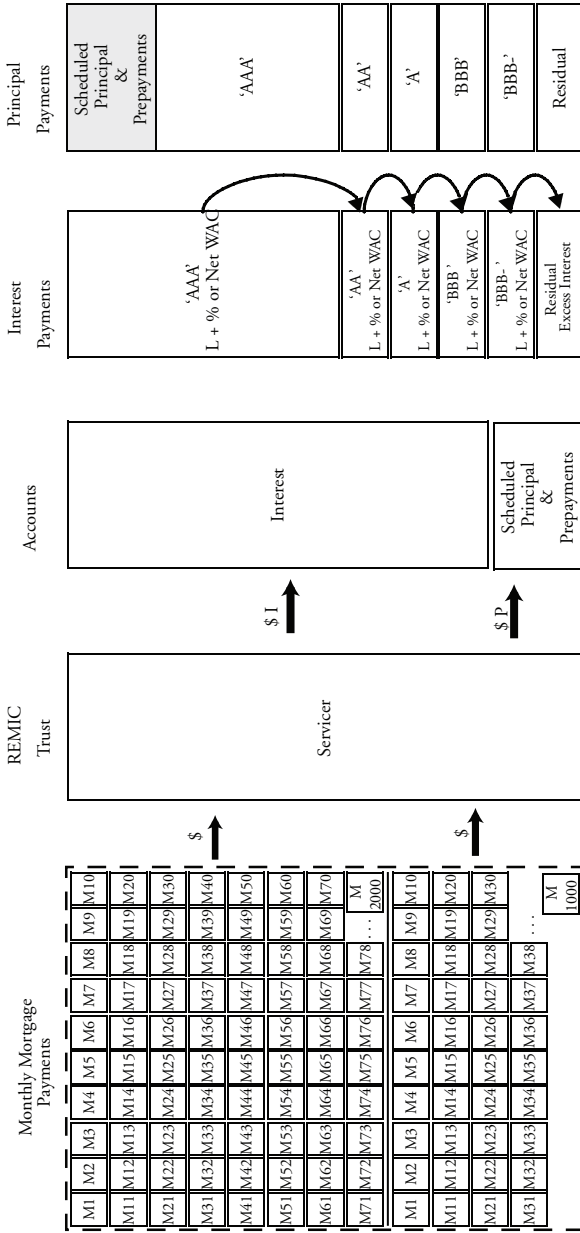 Monthly Mortgage
Payments
M1 M2 M3 M4 M5 M6 M7 M8 M9 M10
M11 M12 M13 M14 M15 M16 M17 M18 M19 M20
M21 M22 M23 M24 M25 M26 M27 M28 M29 M30
M31 M32 M33 M34 M35 M36 M37 M38 M39 M40
M41 M42 M43 M44 M45 M46 M47 M48 M49 M50
M51 M52 M53 M54 M55 M56 M57 M58 M59 M60
M61 M62 M63 M64 M65 M66 M67 M68 M69 M70
M71 M72 M73 M74 M75 M76 M77 M78 ... M
2000
M1 M2 M3 M4 M5 M6 M7 M8 M9 M10
M11 M12 M13 M14 M15 M16 M17 M18 M19 M20
M21 M22 M23 M24 M25 M26 M27 M28 M29 M30
M31 M32 M33 M34 M35 M36 M37 M38 ...
M
1000
$
$
REMIC
Trust
Servicer
$ I
$ P
Accounts
Interest
Scheduled
Principal
&
Prepayments
Interest
Payments
‘AAA’
L + % or Net WAC
‘AA’
L + % or Net WAC
‘A’
L + % or Net WAC
‘BBB’
L + % or Net WAC
‘BBB-’
L + % or Net WAC
Residual
Excess Interest
Principal
Payments
Scheduled
Principal
&
Prepayments
‘AAA’
‘AA’
‘A’
‘BBB’
‘BBB-’
Residual